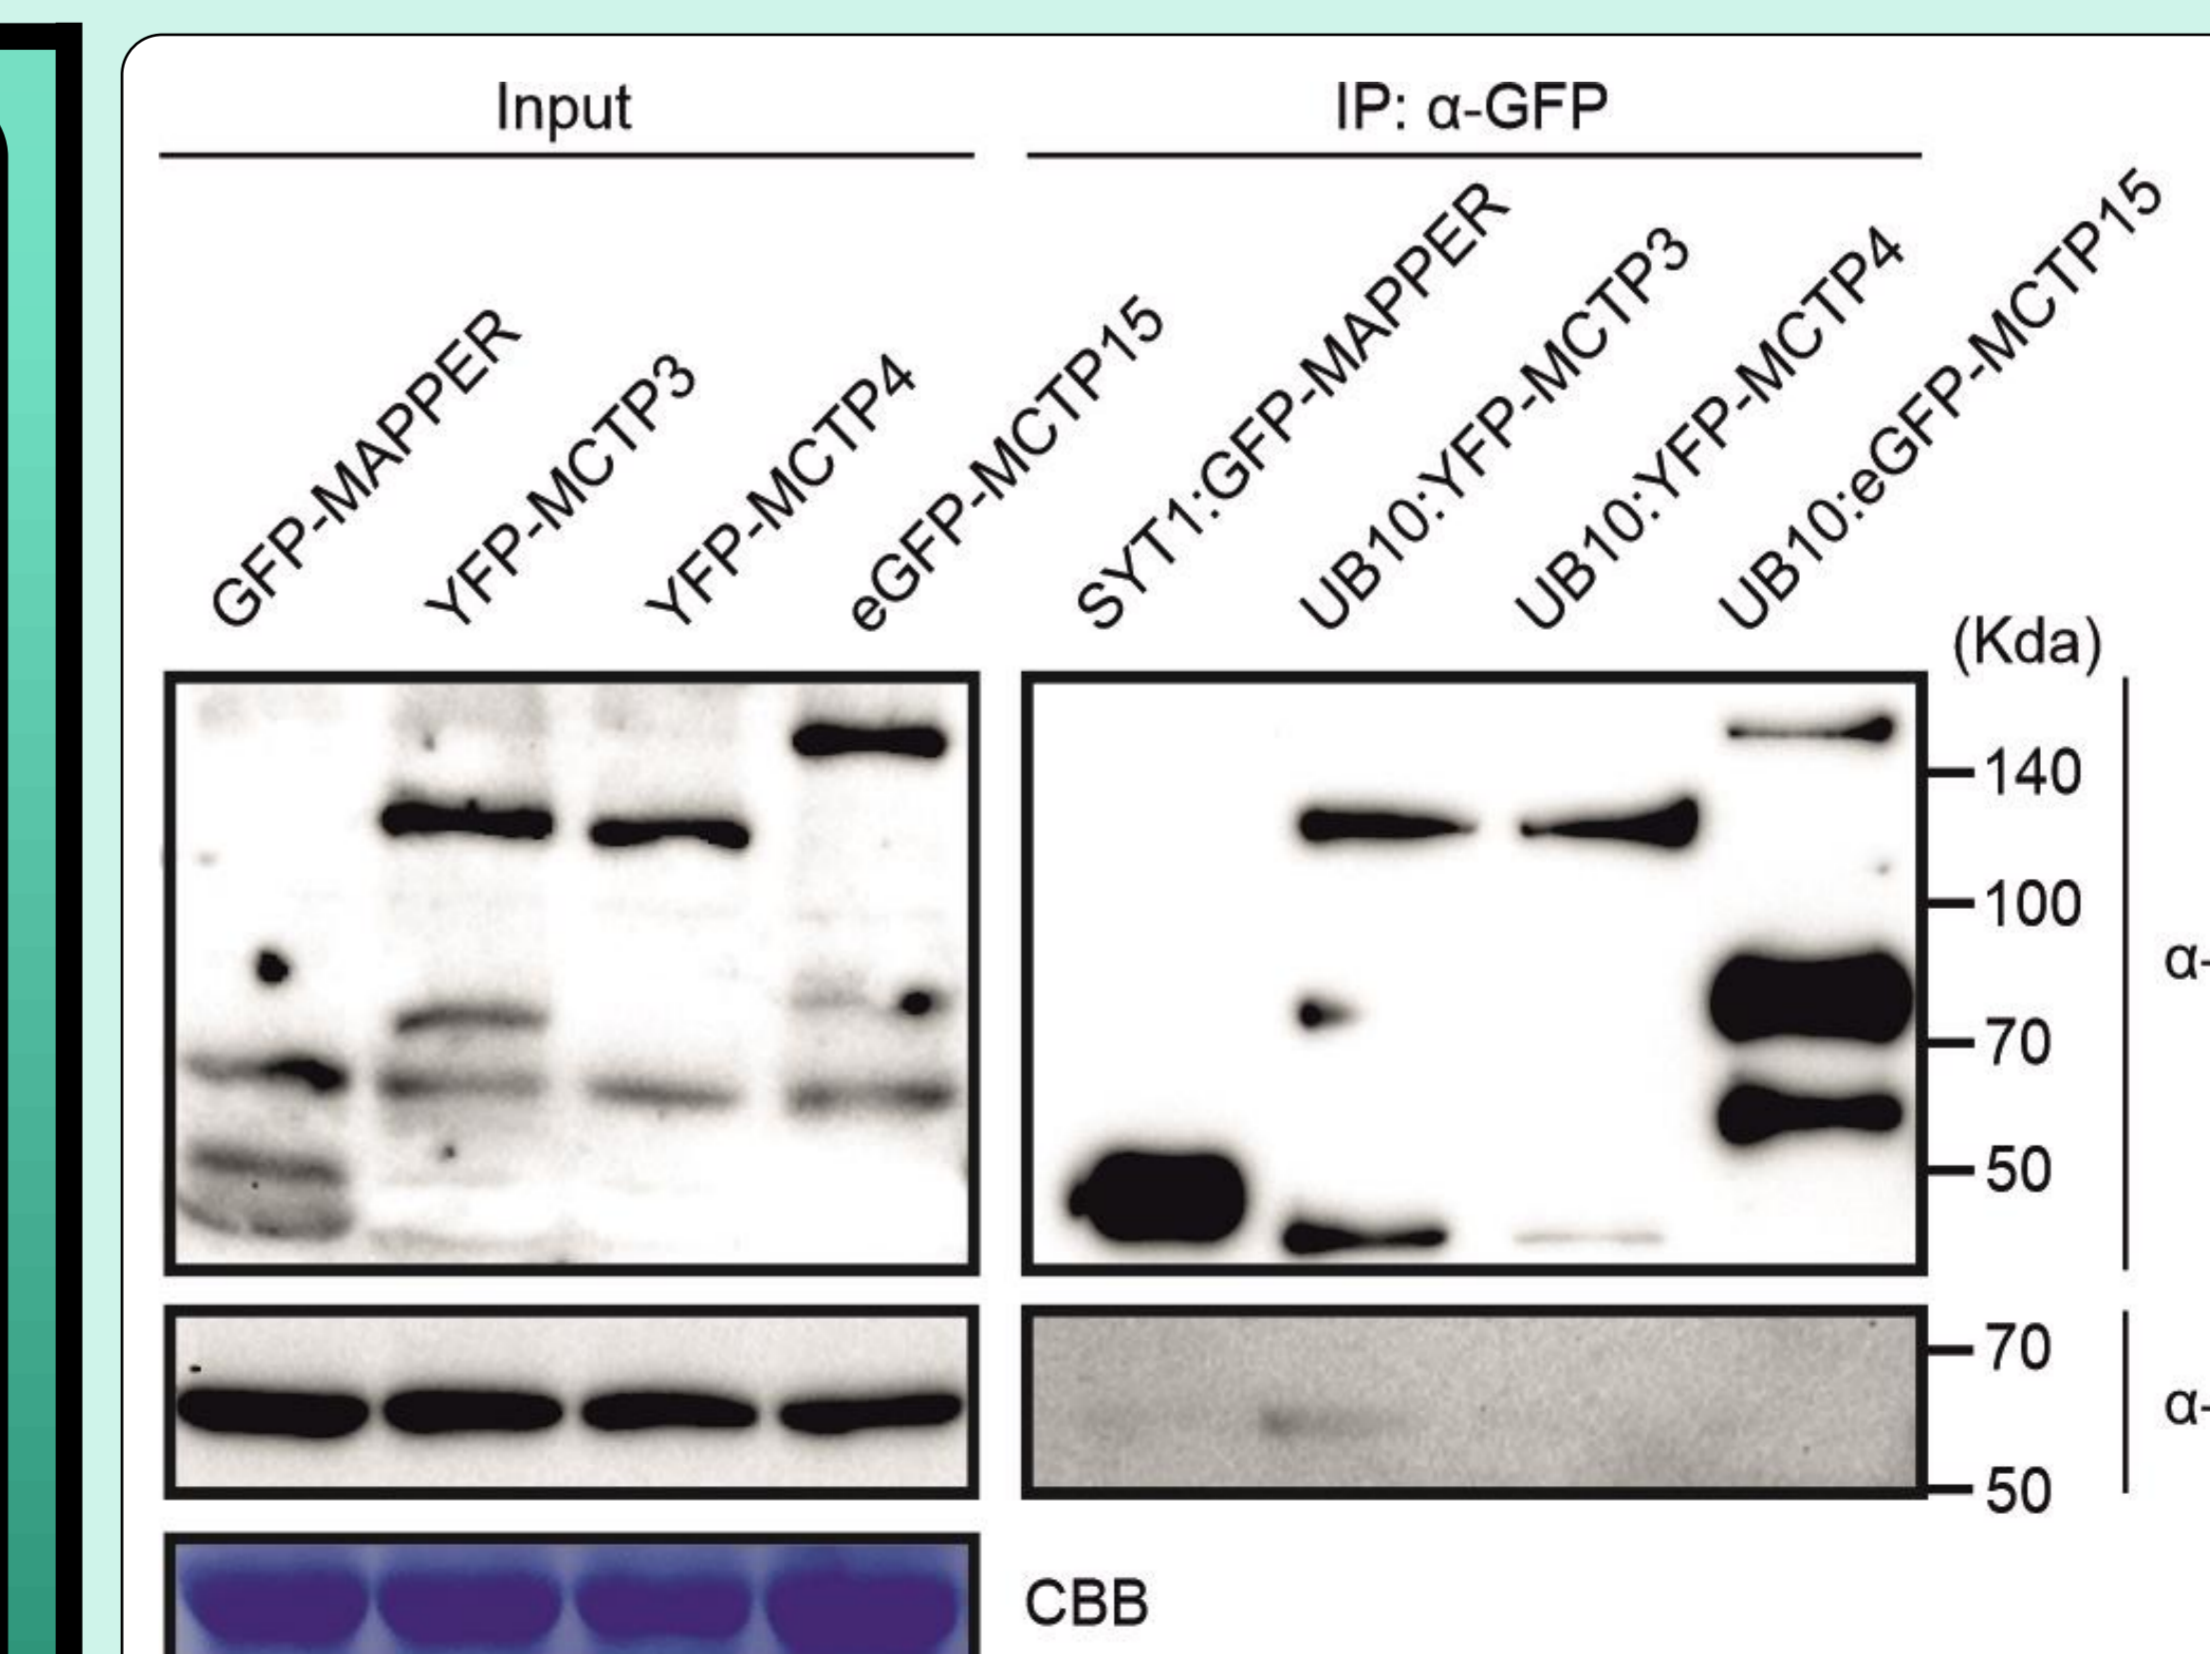 Input
IP: α-GFP
GFP-MAPPER
YFP-MCTP3
YFP-MCTP4
eGFP-MCTP15
SYT1:GFP-MAPPER
UB10:YFP-MCTP3
UB10:YFP-MCTP4
UB10:eGFP-MCTP15
(Kda)
140
100
α-
70
50
70
α-
50
CBB